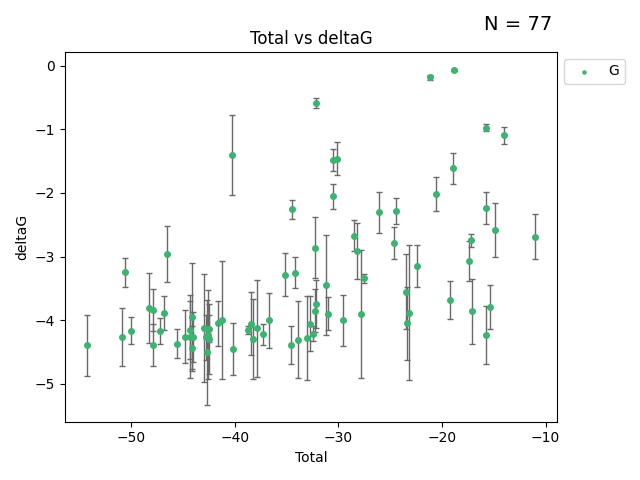 N = 77
Total vs deltaG
G
deltaG
0
−1
−2
−3
−4
−5
−50 −40 −30 −20 −10
Total